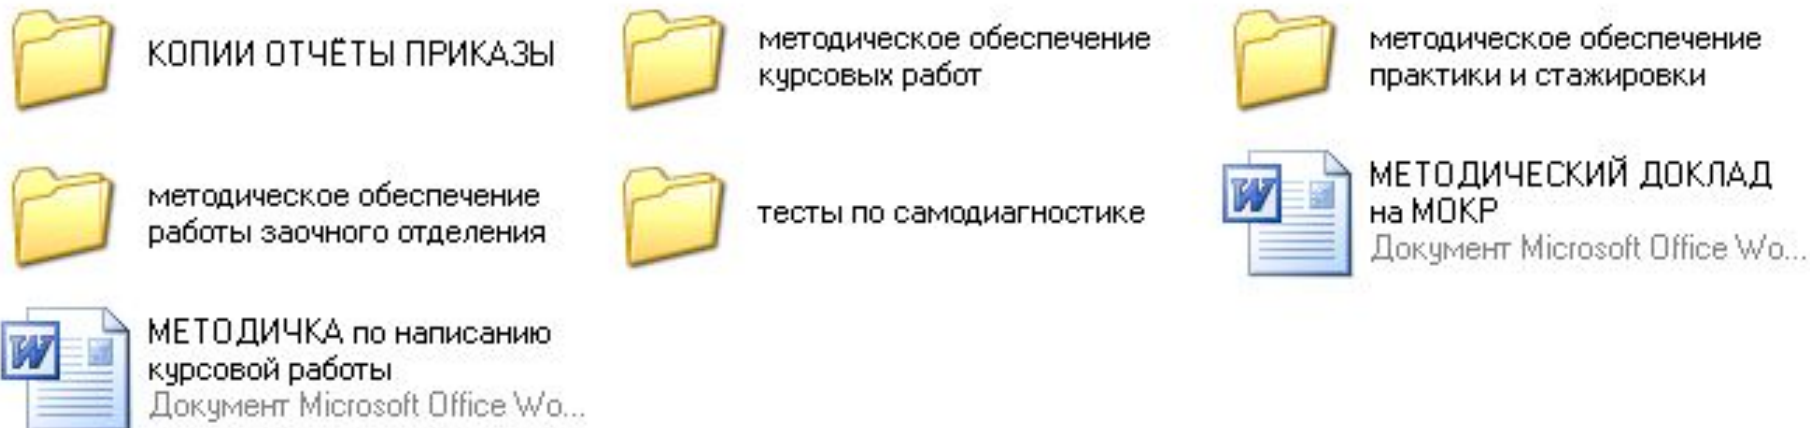 КОПИИ ОТЧЁТЫ ПРИКАЗЫ
методическое обеспечение
курсовых работ
методическое обеспечение
практики и стажировки
методическое обеспечение
работы заочного отделения
тесты по самодиагностике
МЕТОДИЧЕСКИЙ ДОКЛАД
на МОКР
Документ Microsoft Office Wo...
МЕТОДИЧКА по написанию
курсовой работы
Документ Microsoft Office Wo...